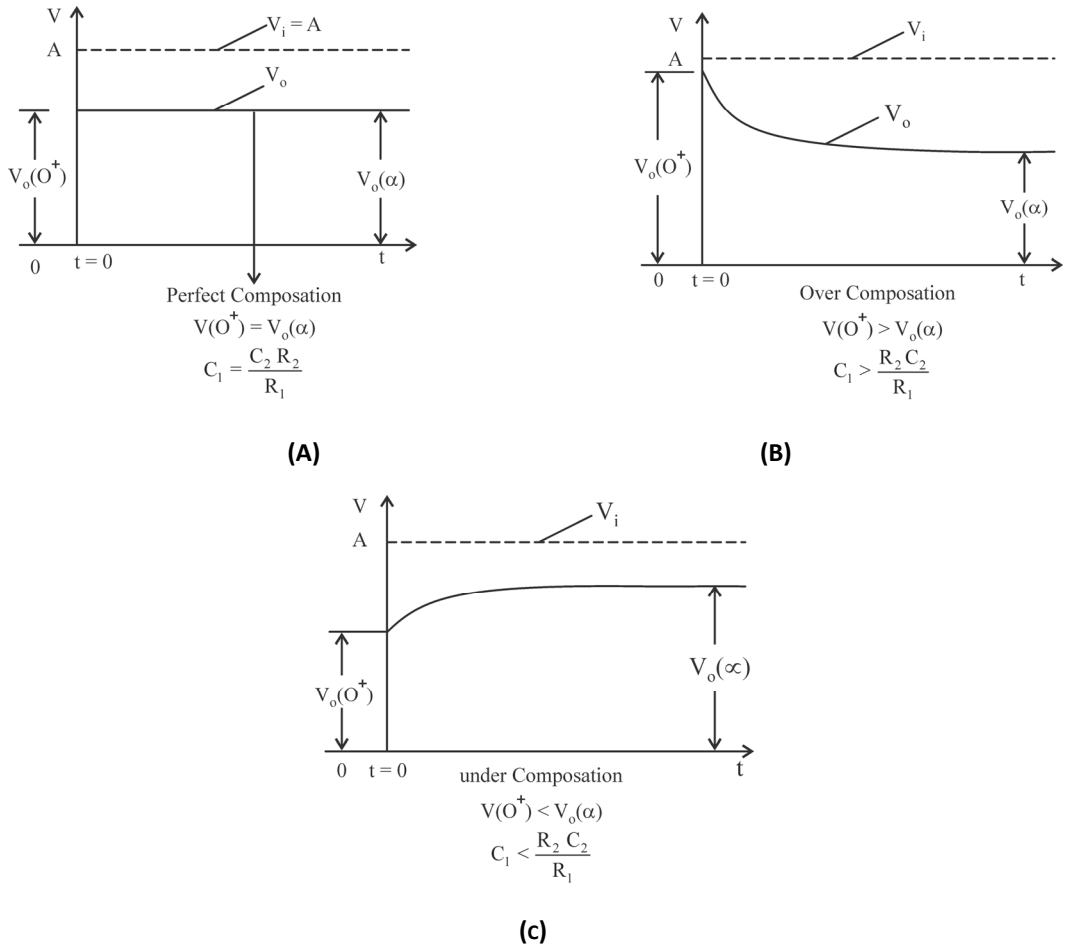 V
A
V_i = A
V_o
V_o(O^+)
V_o(α)
0
t = 0
t
Perfect Composation
V(O^+) = V_o(α)
C_1 = C_2 R_2 / R_1
(A)
V
A
V_i
V_o
V_o(O^+)
V_o(α)
0
t = 0
t
Over Composation
V(O^+) > V_o(α)
C_1 > R_2 C_2 / R_1
(B)
V
A
V_i
V_o(O^+)
V_o(∝)
0
t = 0
t
under Composation
V(O^+) < V_o(α)
C_1 < R_2 C_2 / R_1
(c)